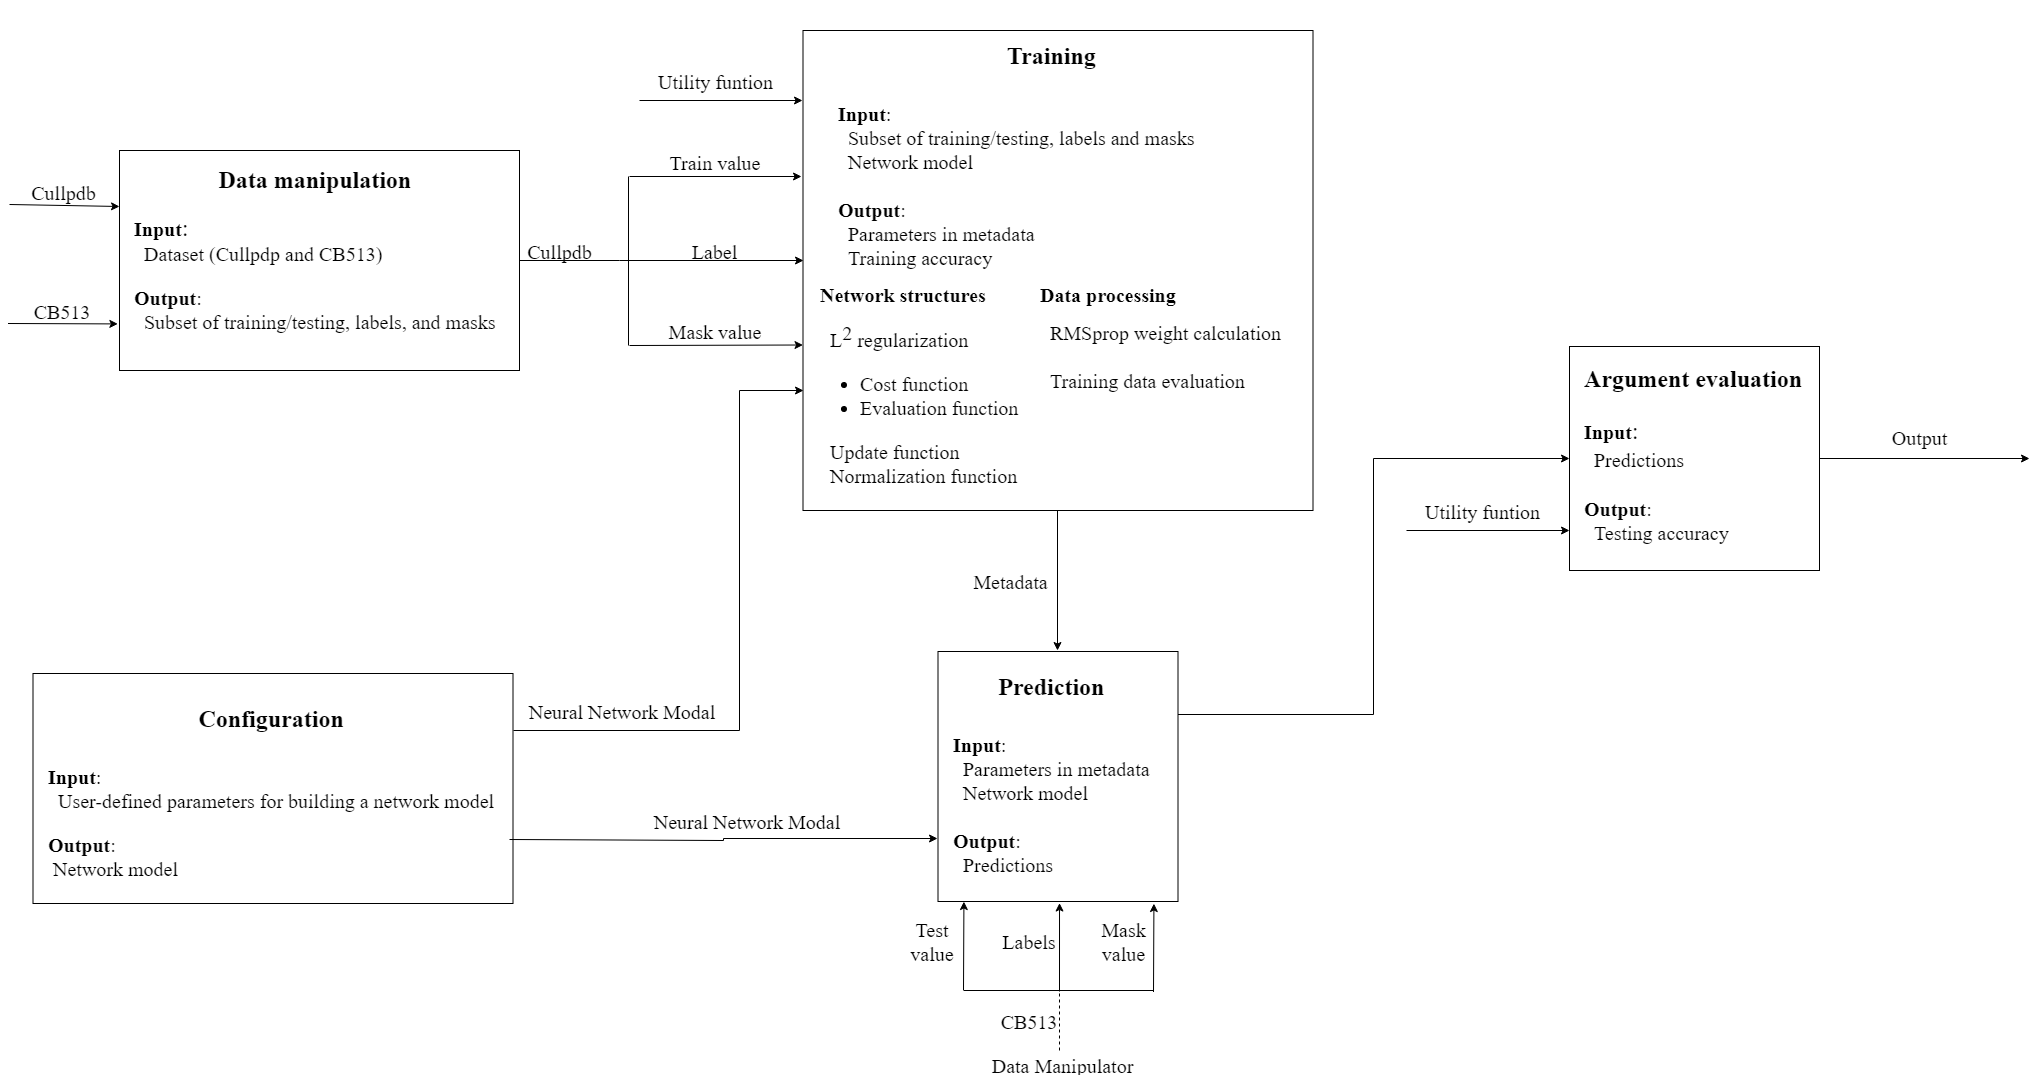 Training
Utility funtion
Input:
Subset of training/testing, labels and masks
Network model
Train value
Data manipulation
Cullpdb
Input:
Dataset (Cullpdp and CB513)
Output:
Subset of training/testing, labels, and masks
CB513
Cullpdb
Label
Mask value
Output:
Parameters in metadata
Training accuracy
Network structures
L2 regularization
• Cost function
• Evaluation function
Update function
Normalization function
Data processing
RMSprop weight calculation
Training data evaluation
Argument evaluation
Input:
Predictions
Output:
Testing accuracy
Output
Utility funtion
Metadada
Configuration
Input:
User-defined parameters for building a network model
Output:
Network model
Neural Network Modal
Neural Network Modal
Prediction
Input:
Parameters in metadata
Network model
Output:
Predictions
Test
value
Labels
Mask
value
CB513
Data Manipulator